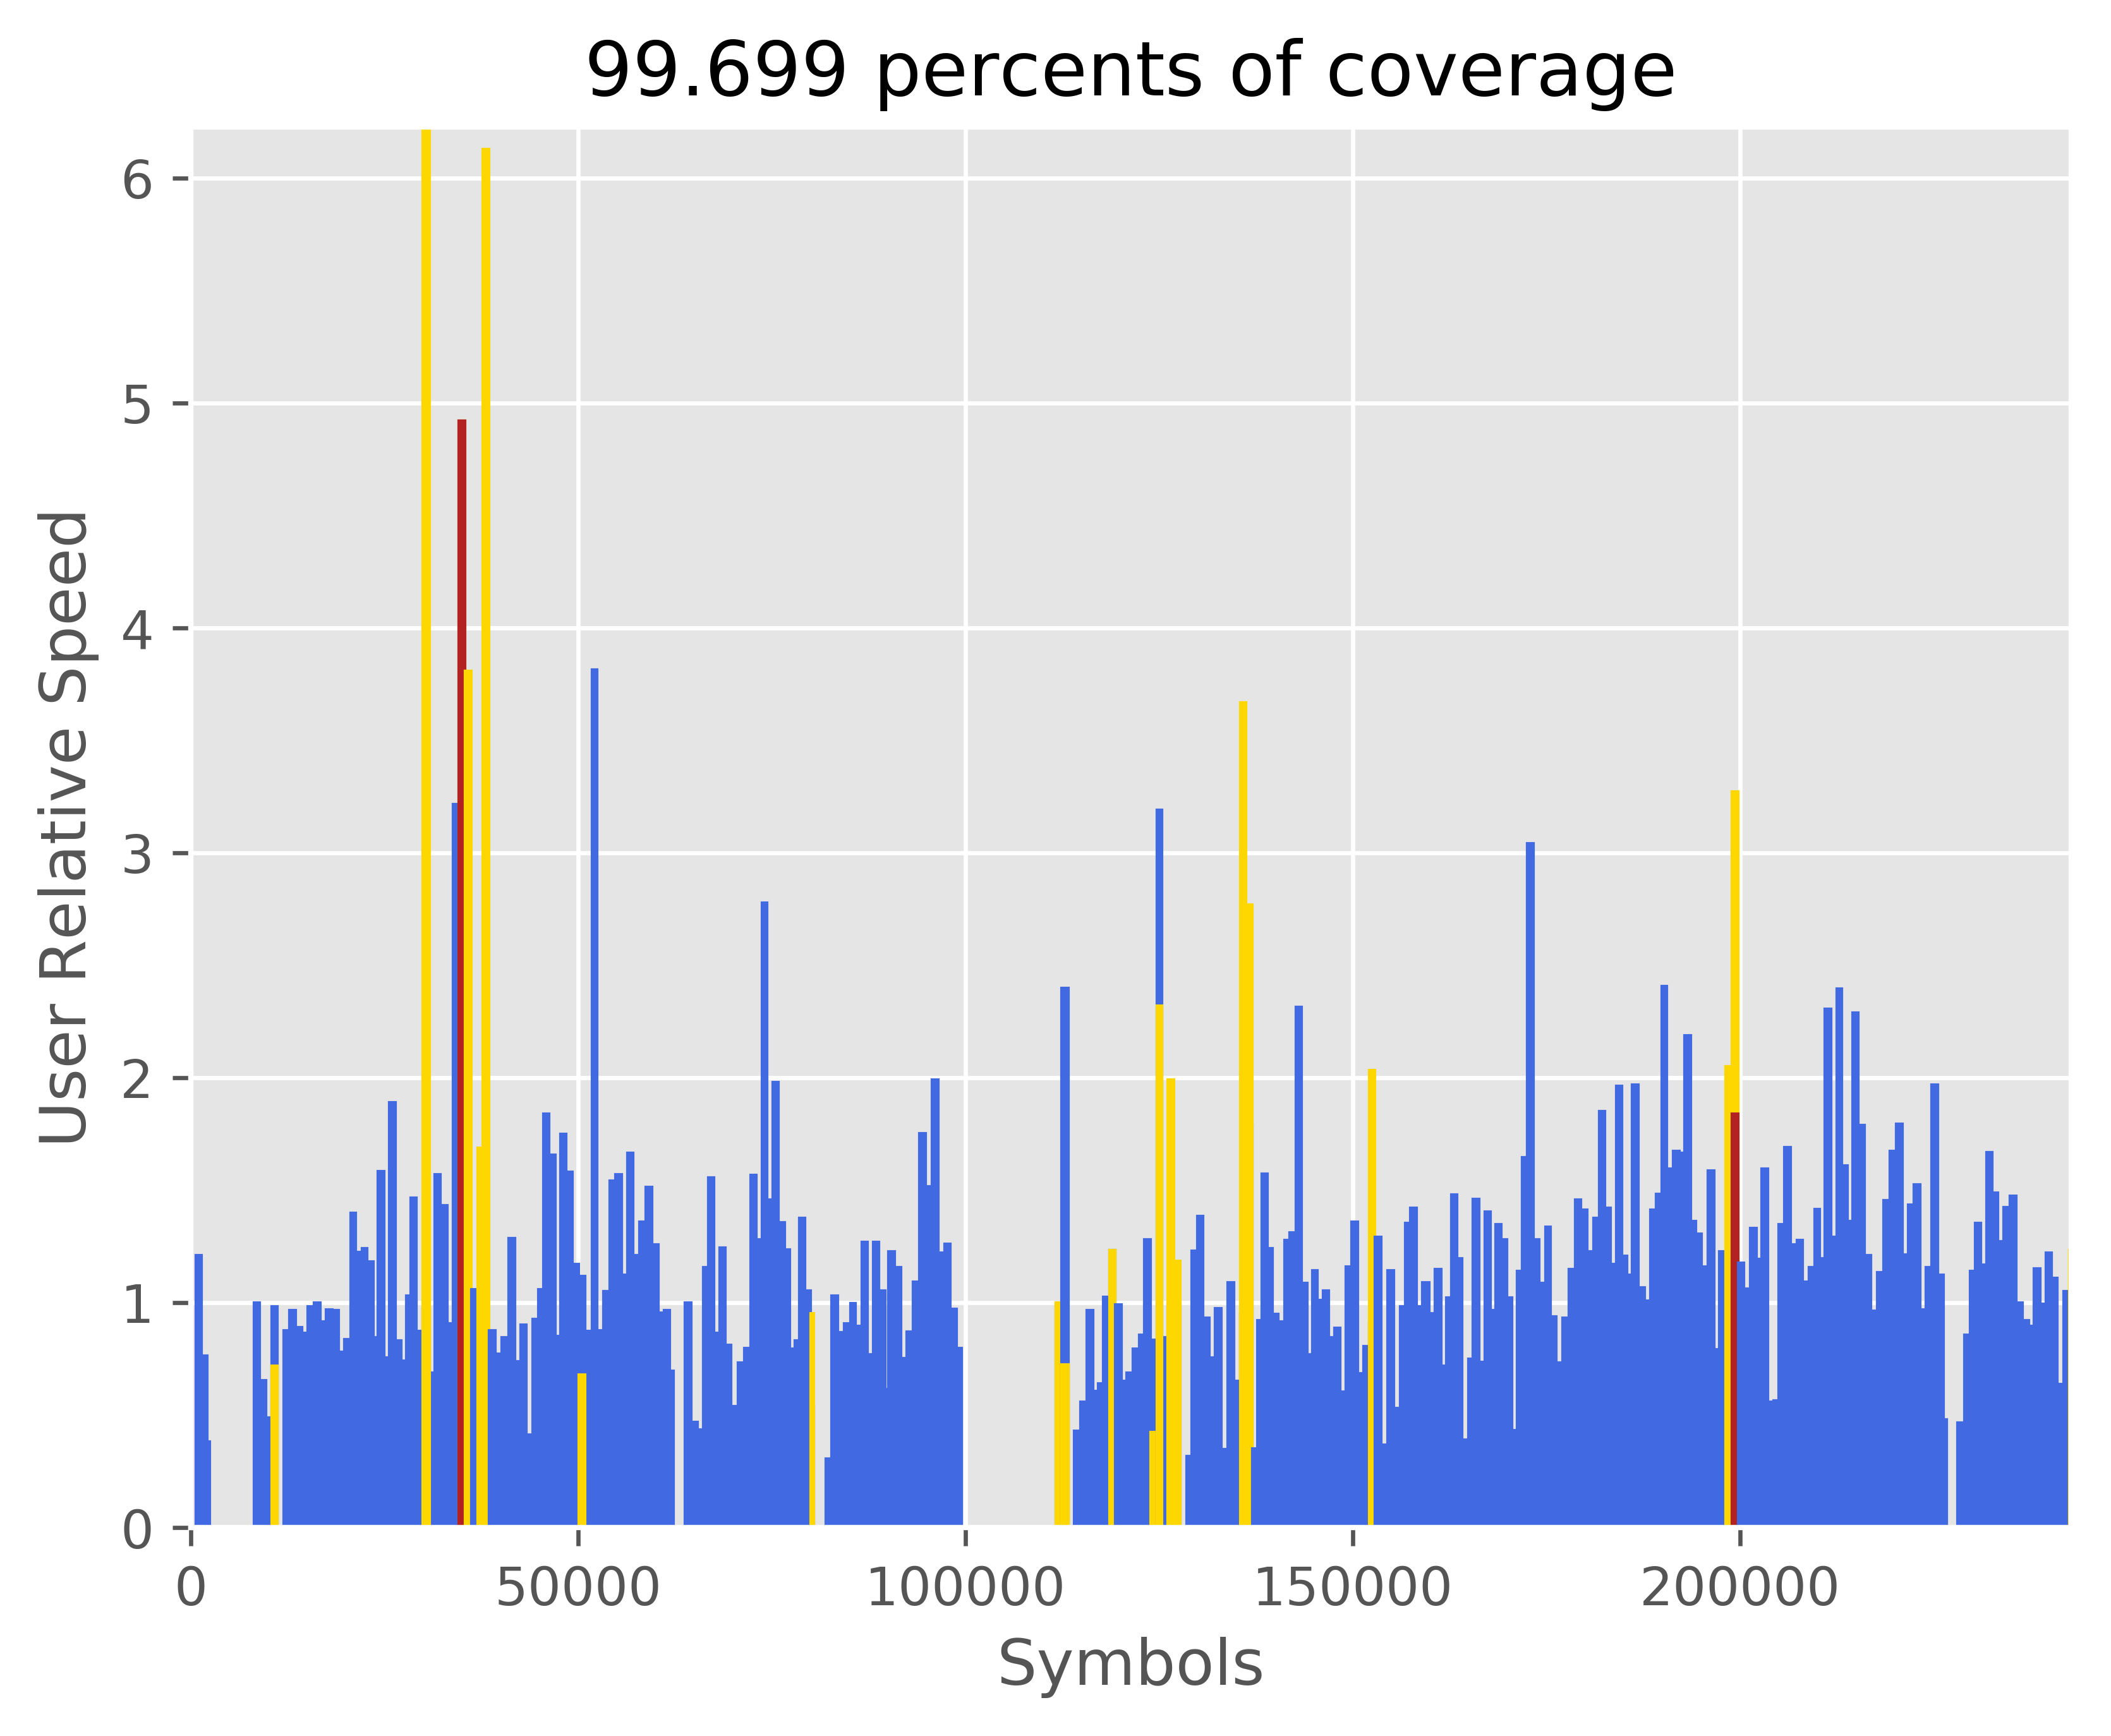 99.699 percents of coverage
6
5
4
3
2
1
0
User Relative Speed
0 50000 100000 150000 200000
Symbols